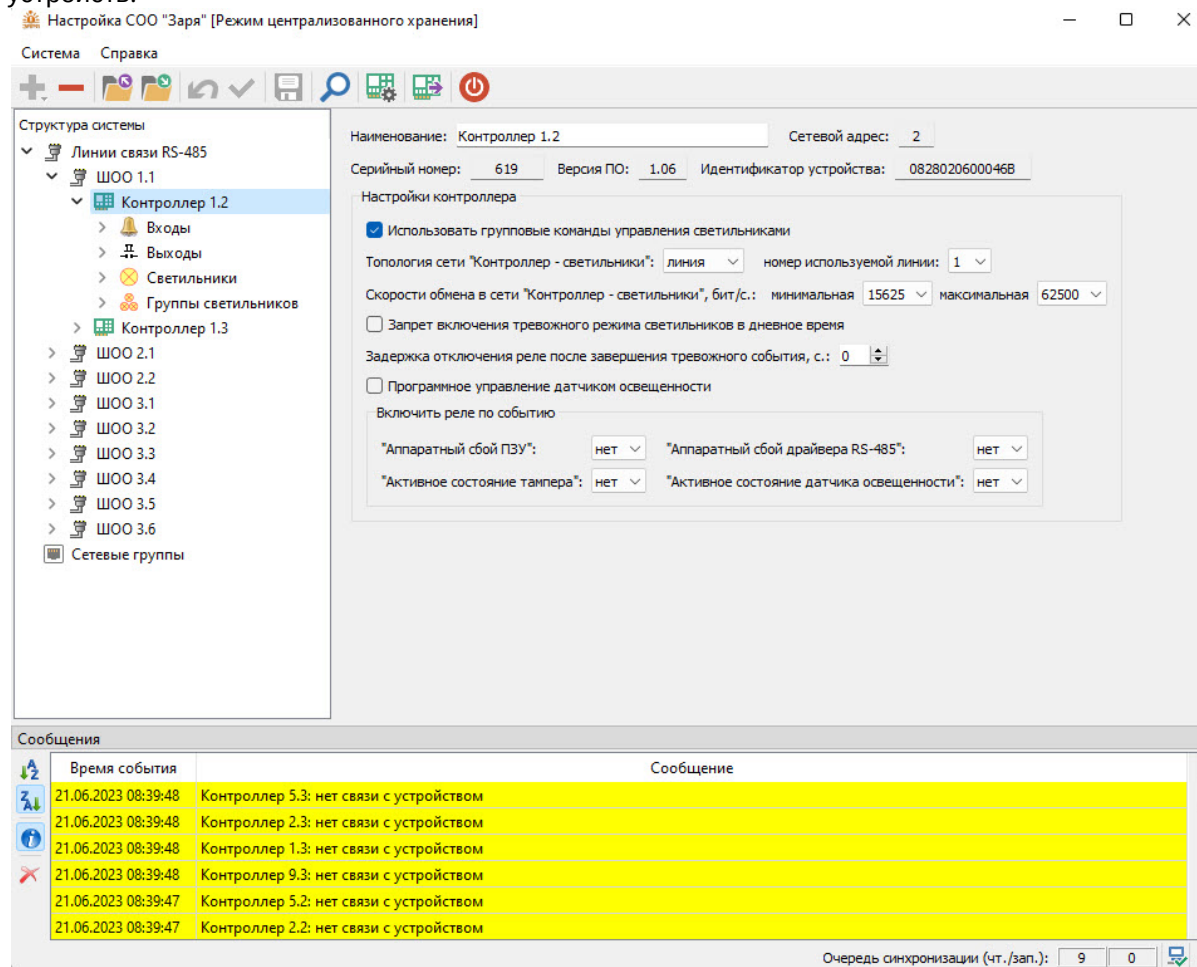 устройств.
Настройка СОО "Заря" [Режим централизованного хранения]
Система Справка
Структура системы
Линии связи RS-485
ШОО 1.1
Контроллер 1.2
Входы
Выходы
Светильники
Группы светильников
Контроллер 1.3
ШОО 2.1
ШОО 2.2
ШОО 3.1
ШОО 3.2
ШОО 3.3
ШОО 3.4
ШОО 3.5
ШОО 3.6
Сетевые группы
Наименование: Контроллер 1.2 Сетевой адрес: 2
Серийный номер: 619 Версия ПО: 1.06 Идентификатор устройства: 0828020600046B
Настройки контроллера
Использовать групповые команды управления светильниками
Топология сети "Контроллер - светильники": линия номер используемой линии: 1
Скорости обмена в сети "Контроллер - светильники", бит/с.: минимальная 15625 максимальная 62500
Запрет включения тревожного режима светильников в дневное время
Задержка отключения реле после завершения тревожного события, с.: 0
Программное управление датчиком освещенности
Включить реле по событию
"Аппаратный сбой ПЗУ": нет "Аппаратный сбой драйвера RS-485": нет
"Активное состояние тампера": нет "Активное состояние датчика освещенности": нет
Сообщения
Время события Сообщение
21.06.2023 08:39:48 Контроллер 5.3: нет связи с устройством
21.06.2023 08:39:48 Контроллер 2.3: нет связи с устройством
21.06.2023 08:39:48 Контроллер 1.3: нет связи с устройством
21.06.2023 08:39:48 Контроллер 9.3: нет связи с устройством
21.06.2023 08:39:47 Контроллер 5.2: нет связи с устройством
21.06.2023 08:39:47 Контроллер 2.2: нет связи с устройством
Очередь синхронизации (чт./зап.): 9 0